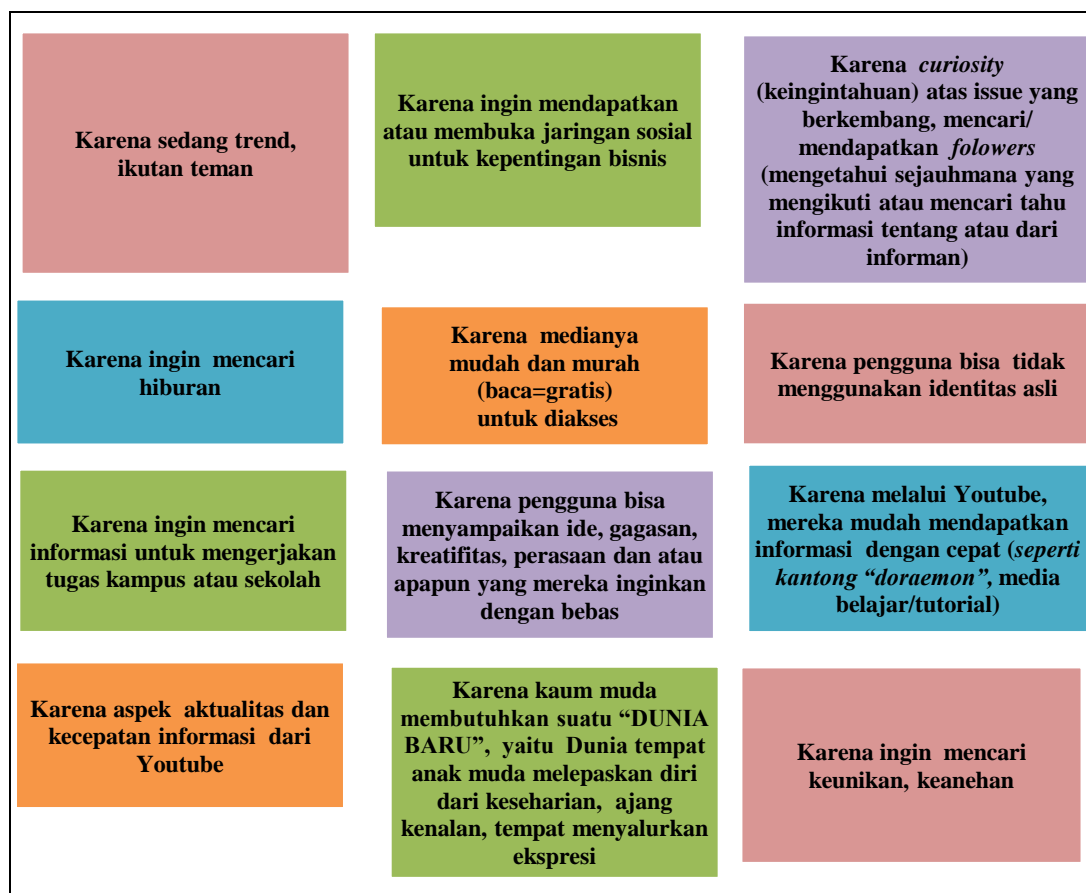 Karena sedang trend,
ikutan teman
Karena ingin mendapatkan
atau membuka jaringan sosial
untuk kepentingan bisnis
Karena curiosity
(keingintahuan) atas issue yang
berkembang, mencari/
mendapatkan folowers
(mengetahui sejauhmana yang
mengikuti atau mencari tahu
informasi tentang atau dari
informan)
Karena ingin mencari
hiburan
Karena medianya
mudah dan murah
(baca=gratis)
untuk diakses
Karena pengguna bisa tidak
menggunakan identitas asli
Karena ingin mencari
informasi untuk mengerjakan
tugas kampus atau sekolah
Karena pengguna bisa
menyampaikan ide, gagasan,
kreatifitas, perasaan dan atau
apapun yang mereka inginkan
dengan bebas
Karena melalui Youtube,
mereka mudah mendapatkan
informasi dengan cepat (seperti
kantong “doraemon”, media
belajar/tutorial)
Karena aspek aktualitas dan
kecepatan informasi dari
Youtube
Karena kaum muda
membutuhkan suatu “DUNIA
BARU”, yaitu Dunia tempat
anak muda melepaskan diri
dari keseharian, ajang
kenalan, tempat menyalurkan
ekspresi
Karena ingin mencari
keunikan, keanehan